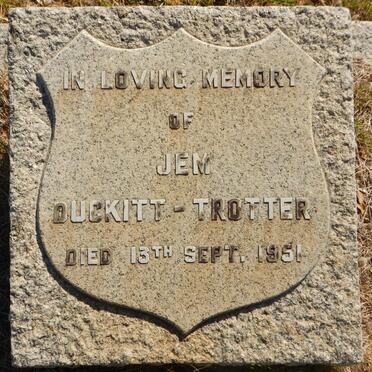 IN LOVING MEMORY
OF
JEM
DUCKITT - TROTTER
DIED 13TH SEPT. 1951